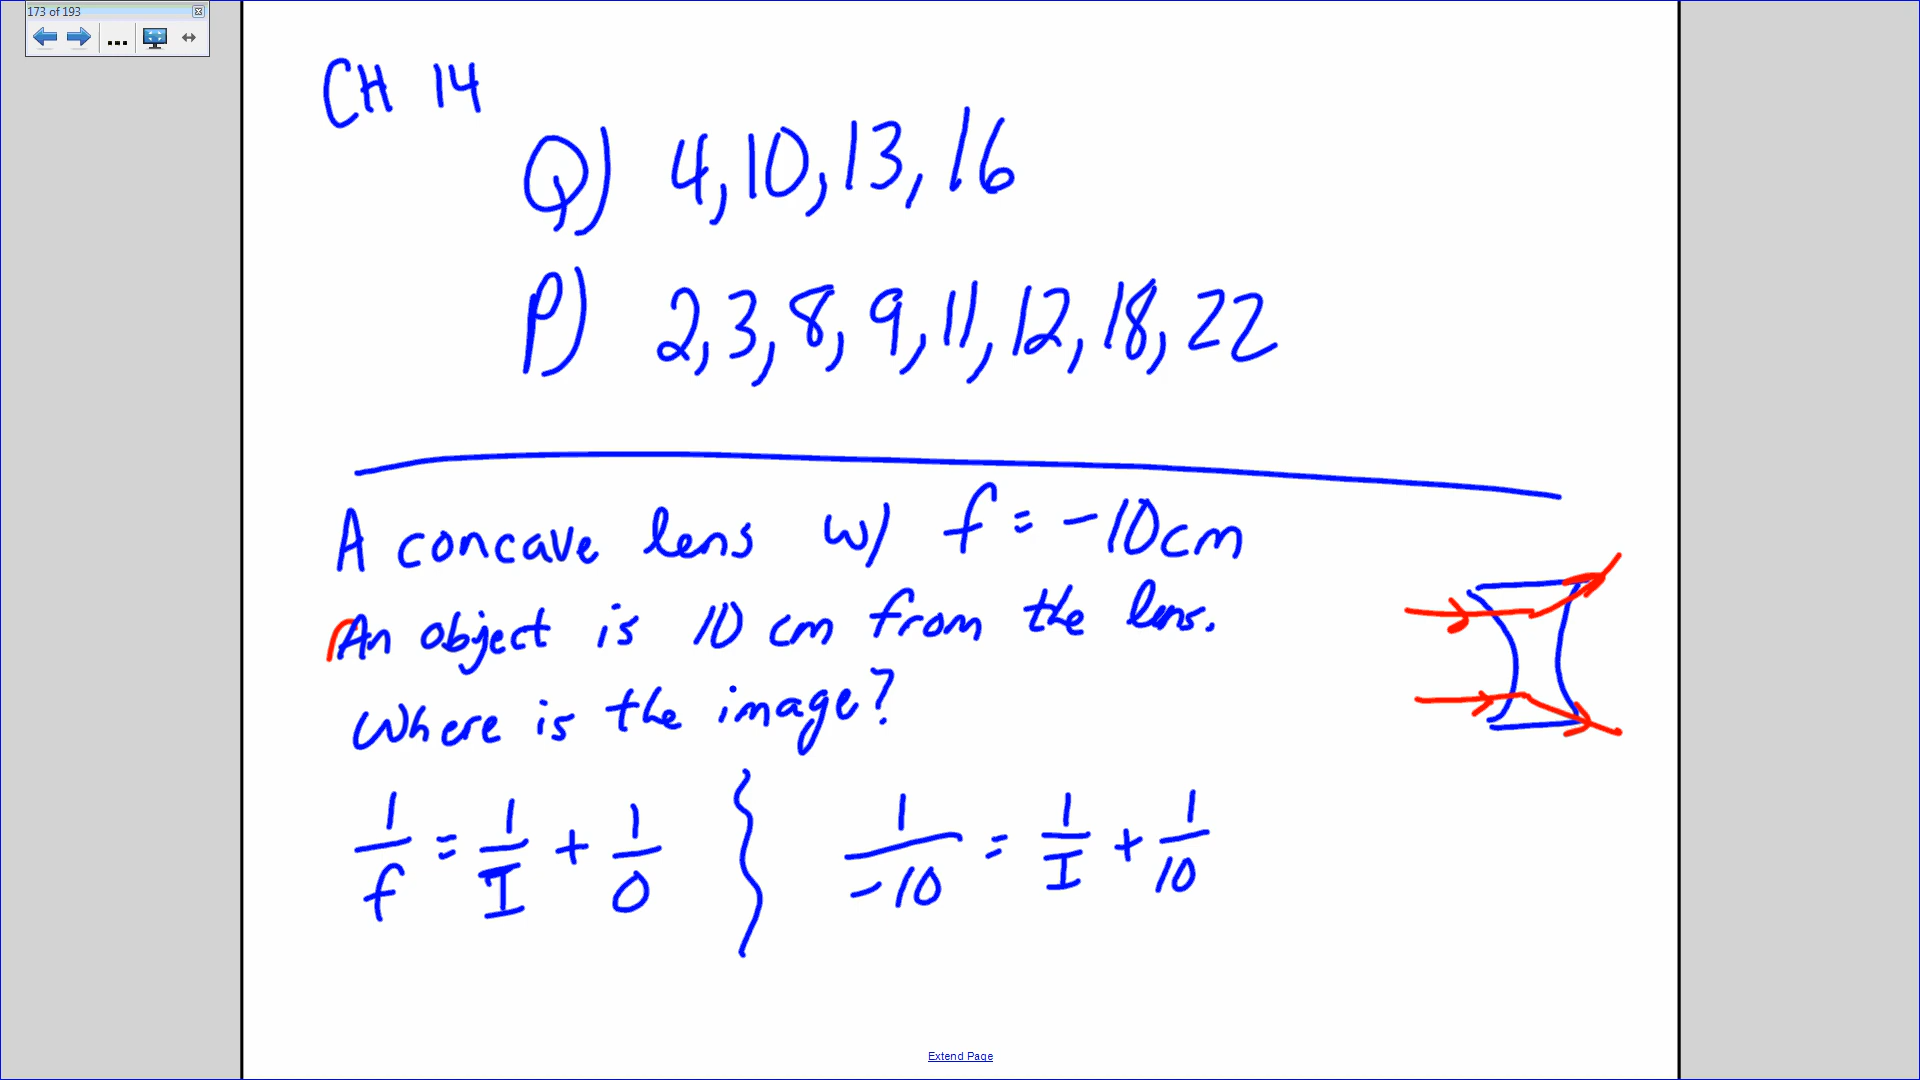 173 of 193
CH 14
Q) 4, 10, 13, 16
P) 2, 3, 8, 9, 11, 12, 18, 22
A concave lens w/ f = -10cm
An object is 10 cm from the lens.
Where is the image?
1/f = 1/I + 1/O } 1/-10 = 1/I + 1/10
Extend Page